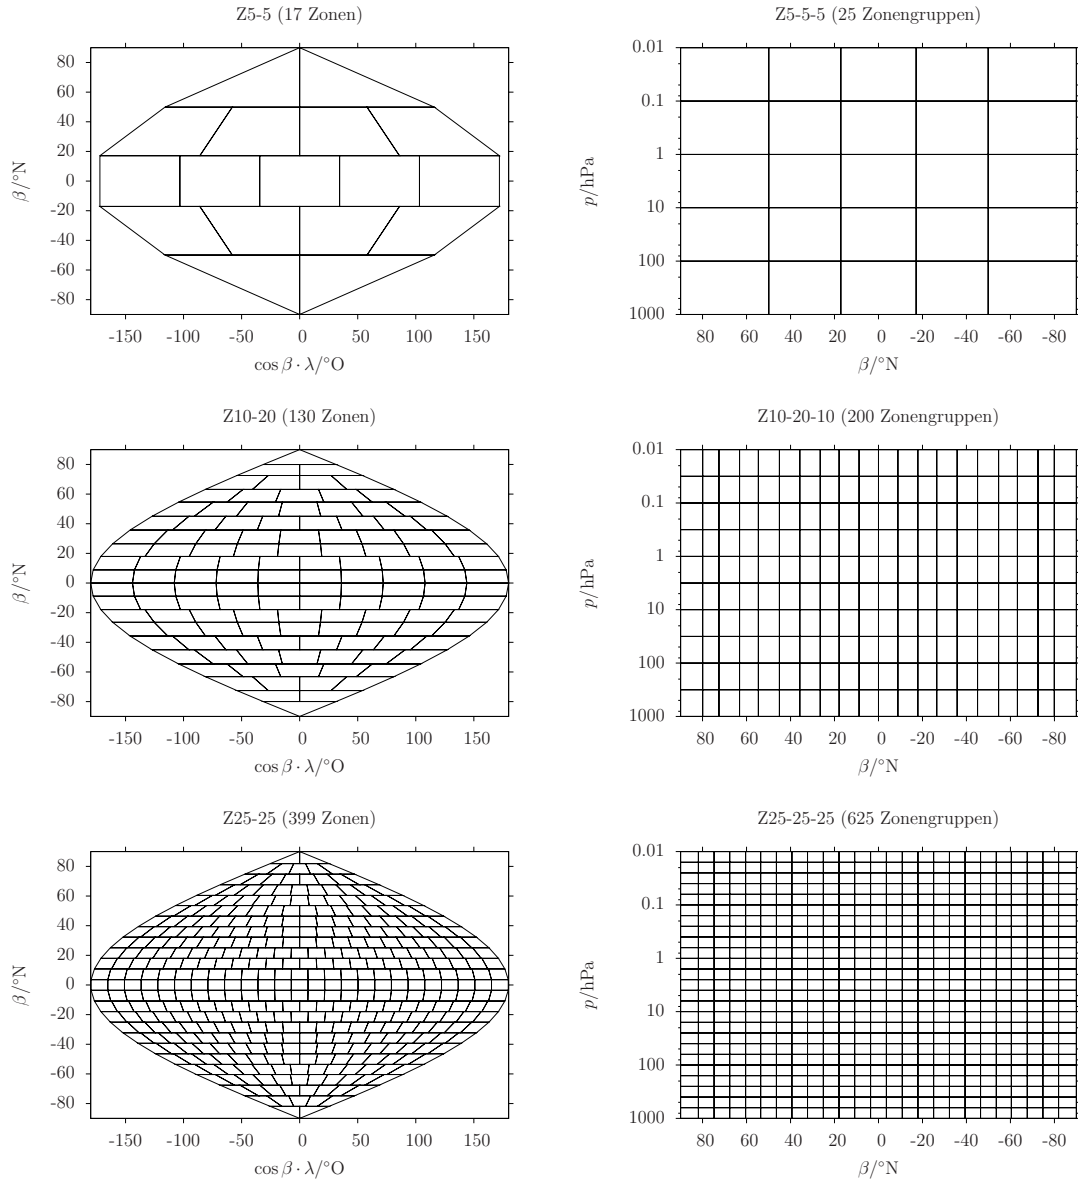 Z5-5 (17 Zonen)
80
60
40
20
0
-20
-40
-60
-80
β/°N
-150 -100 -50 0 50 100 150
cos β · λ/°O
Z5-5-5 (25 Zonengruppen)
0.01
0.1
1
10
100
1000
p/hPa
80 60 40 20 0 -20 -40 -60 -80
β/°N
Z10-20 (130 Zonen)
80
60
40
20
0
-20
-40
-60
-80
β/°N
-150 -100 -50 0 50 100 150
cos β · λ/°O
Z10-20-10 (200 Zonengruppen)
0.01
0.1
1
10
100
1000
p/hPa
80 60 40 20 0 -20 -40 -60 -80
β/°N
Z25-25 (399 Zonen)
80
60
40
20
0
-20
-40
-60
-80
β/°N
-150 -100 -50 0 50 100 150
cos β · λ/°O
Z25-25-25 (625 Zonengruppen)
0.01
0.1
1
10
100
1000
p/hPa
80 60 40 20 0 -20 -40 -60 -80
β/°N